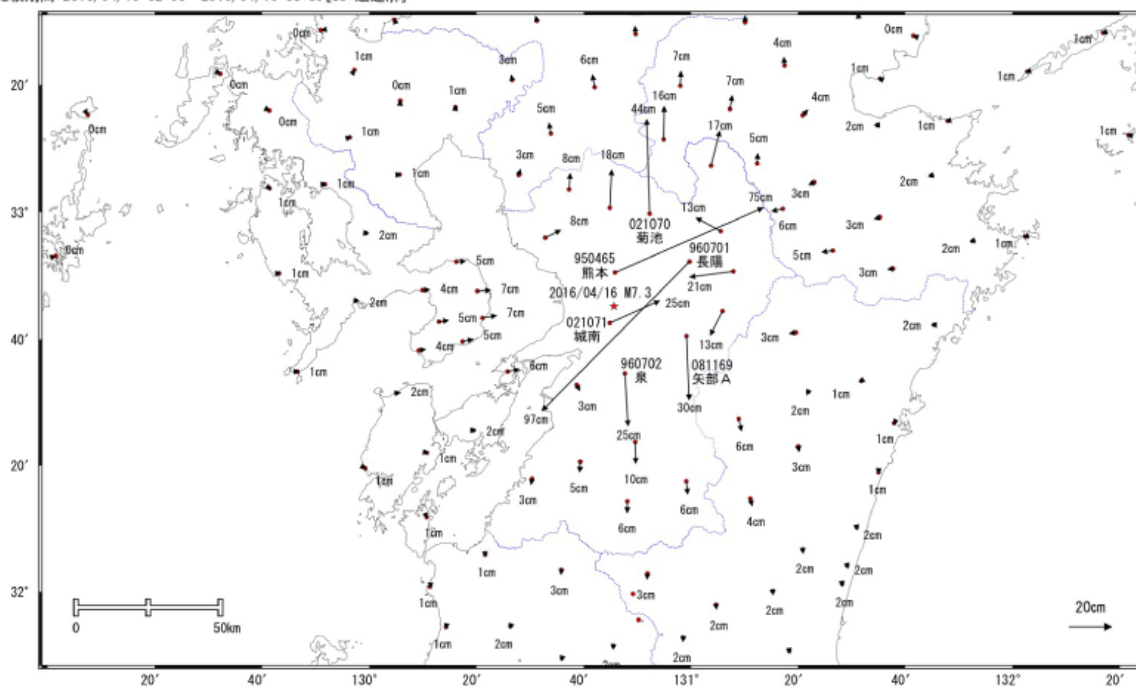 0cm
1cm
0cm
0cm
0cm
1cm
0cm
1cm
1cm
1cm
1cm
2cm
0cm
1cm
3cm
6cm
7cm
4cm
0cm
1cm
1cm
1cm
5cm
44cm
16cm
7cm
4cm
3cm
8cm
18cm
17cm
5cm
2cm
1cm
1cm
2cm
3cm
75cm
13cm
6cm
3cm
8cm
021070
菊池
960701
長陽
950465
熊本
2016/04/16 M7.3
021071
城南
21cm
25cm
5cm
2cm
1cm
3cm
1cm
2cm
5cm
4cm
7cm
5cm
7cm
5cm
4cm
1cm
6cm
13cm
3cm
2cm
960702
泉
081169
矢部A
2cm
3cm
30cm
97cm
2cm
1cm
2cm
1cm
1cm
25cm
6cm
1cm
3cm
5cm
10cm
3cm
6cm
6cm
4cm
1cm
1cm
2cm
1cm
3cm
3cm
2cm
2cm
2cm
2cm
1cm
1cm
2cm
2cm
2cm
20′
33°
40′
20′
32°
0
50km
20cm
20′
40′
130°
20′
40′
131°
20′
40′
132°
20′